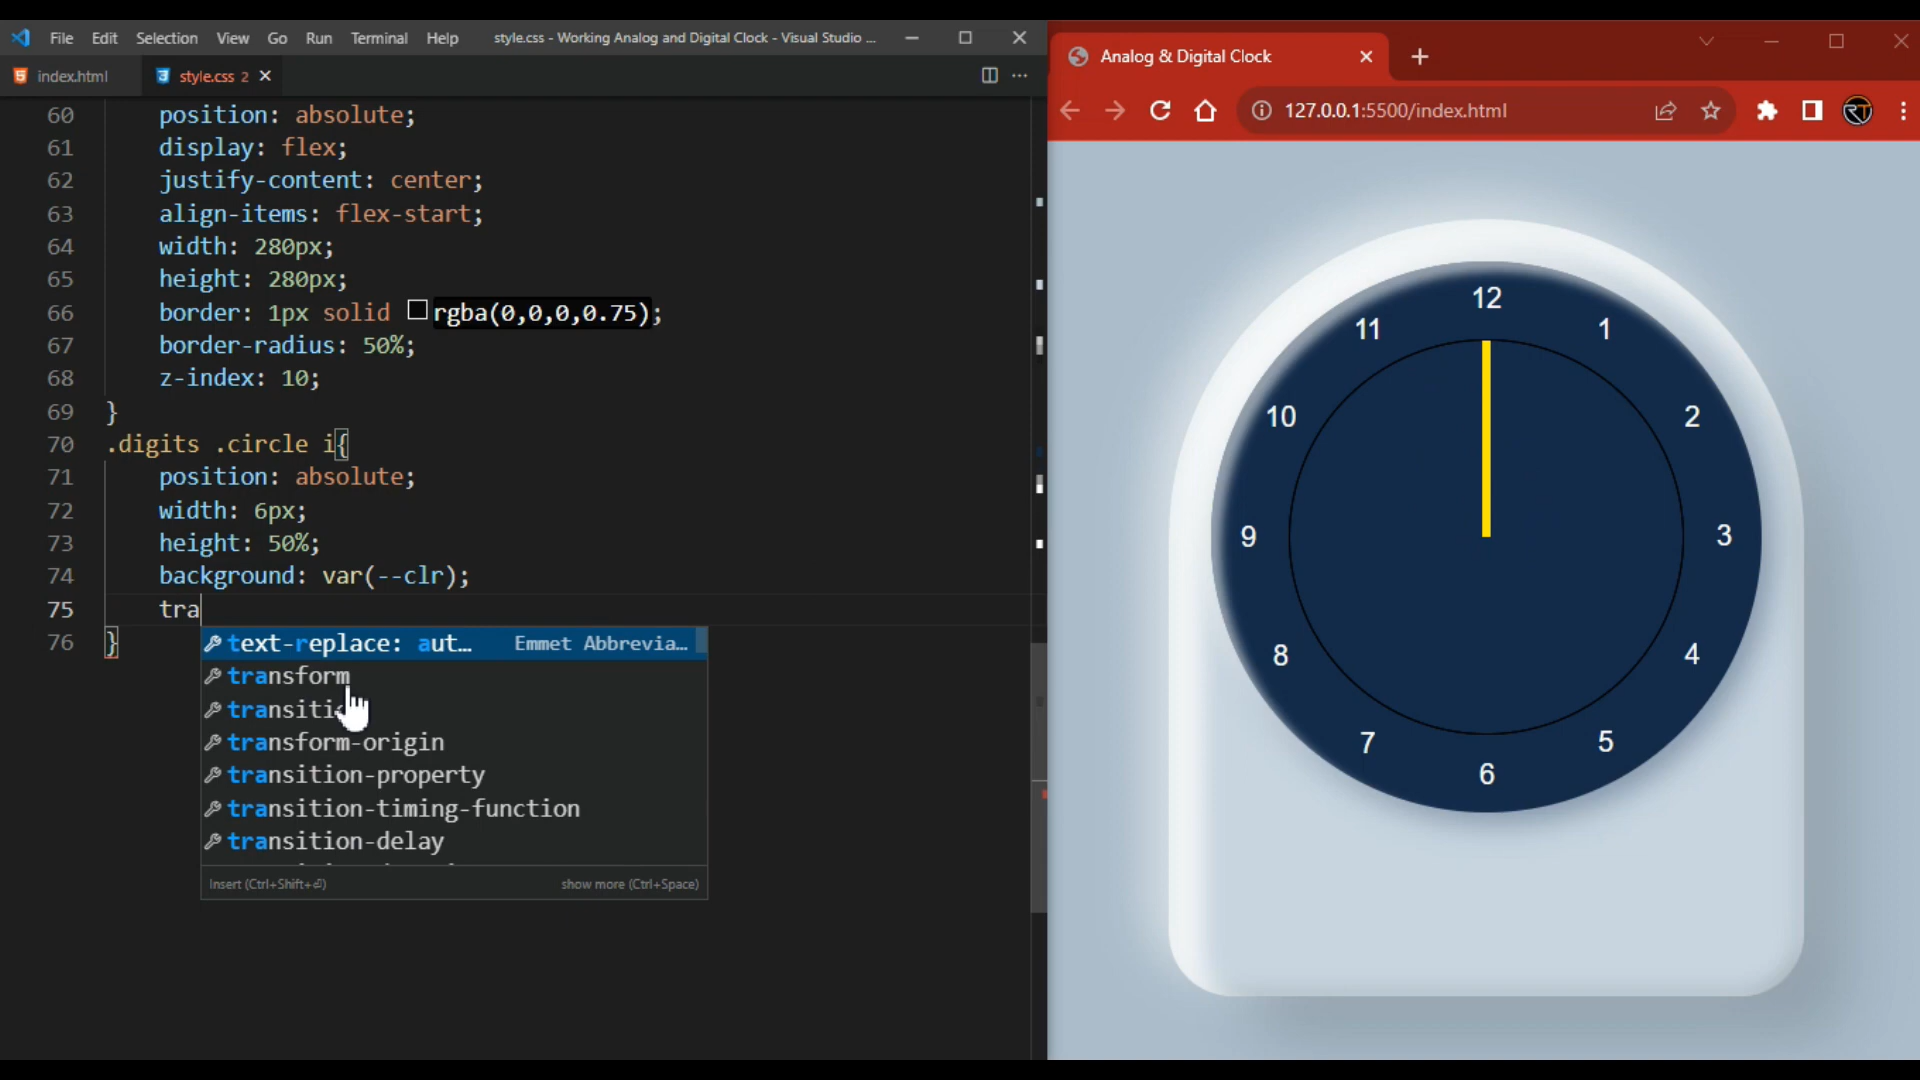 File Edit Selection View Go Run Terminal Help style.css - Working Analog and Digital Clock - Visual Studio ...
index.html style.css 2
60 position: absolute;
61 display: flex;
62 justify-content: center;
63 align-items: flex-start;
64 width: 280px;
65 height: 280px;
66 border: 1px solid rgba(0,0,0,0.75);
67 border-radius: 50%;
68 z-index: 10;
69 }
70 .digits .circle i{
71 position: absolute;
72 width: 6px;
73 height: 50%;
74 background: var(--clr);
75 tra
76 }
text-replace: aut... Emmet Abbrevia...
transform
transiti
transform-origin
transition-property
transition-timing-function
transition-delay
Insert (Ctrl+Shift+⏎) show more (Ctrl+Space)
Analog & Digital Clock
127.0.0.1:5500/index.html
RT
12
11 1
10 2
9 3
8 4
7 5
6